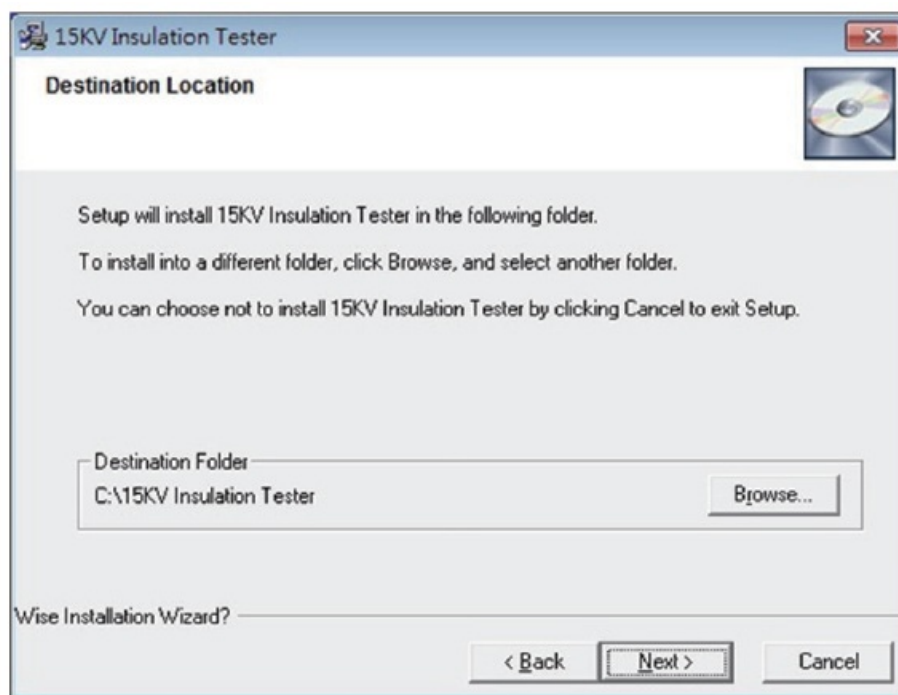 15KV Insulation Tester
Destination Location
Setup will install 15KV Insulation Tester in the following folder.
To install into a different folder, click Browse, and select another folder.
You can choose not to install 15KV Insulation Tester by clicking Cancel to exit Setup.
Destination Folder
C:\15KV Insulation Tester
Browse...
Wise Installation Wizard?
< Back
Next >
Cancel